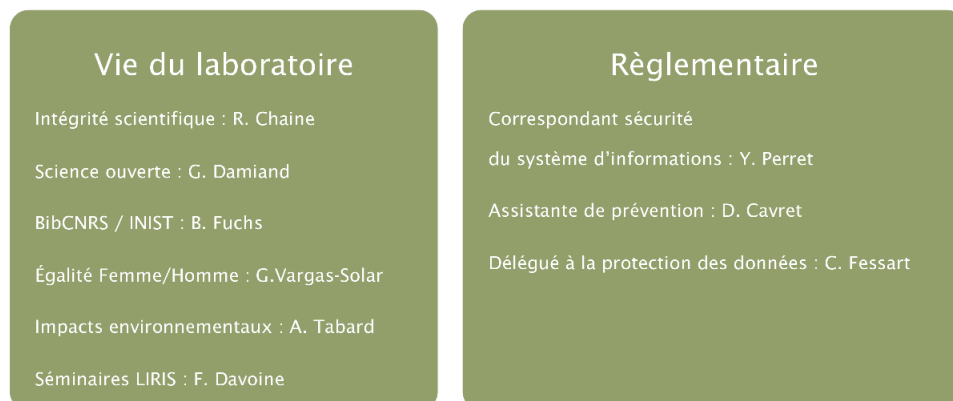 Vie du laboratoire
Intégrité scientifique : R. Chaine
Science ouverte : G. Damiand
BibCNRS / INIST : B. Fuchs
Égalité Femme/Homme : G.Vargas-Solar
Impacts environnementaux : A. Tabard
Séminaires LIRIS : F. Davoine
Règlementaire
Correspondant sécurité
du système d’informations : Y. Perret
Assistante de prévention : D. Cavret
Délégué à la protection des données : C. Fessart